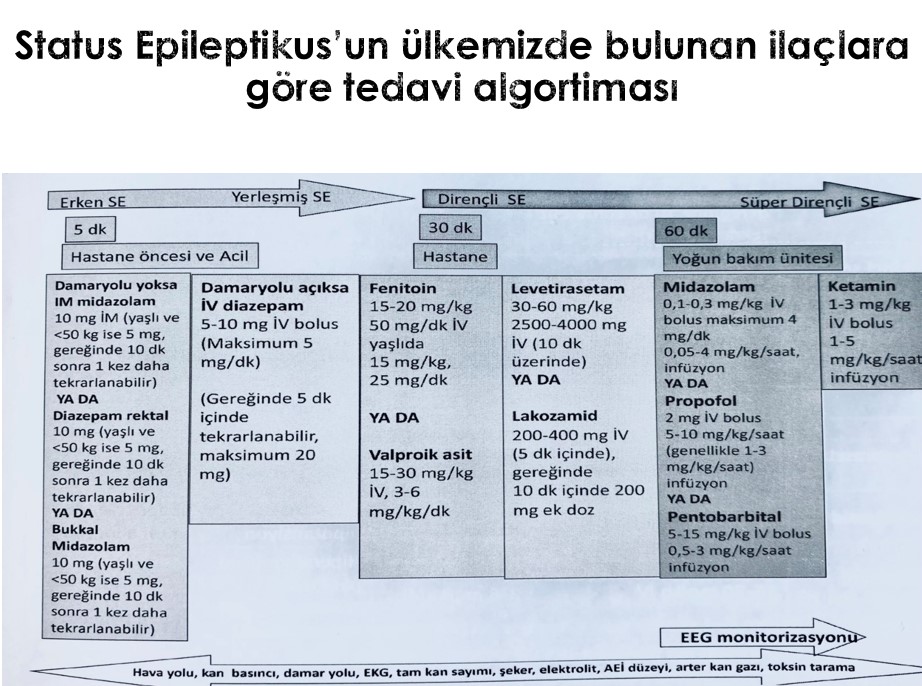 Status Epileptikus'un ülkemizde bulunan ilaçlara
göre tedavi algortiması
Erken SE
Yerleşmiş SE
Dirençli SE
Süper Dirençli SE
5 dk
30 dk
60 dk
Hastane öncesi ve Acil
Hastane
Yoğun bakım ünitesi
Damaryolu yoksa
IM midazolam
10 mg İM (yaşlı ve
<50 kg ise 5 mg,
gereğinde 10 dk
sonra 1 kez daha
tekrarlanabilir)
YA DA
Diazepam rektal
10 mg (yaşlı ve
<50 kg ise 5 mg,
gereğinde 10 dk
sonra 1 kez daha
tekrarlanabilir)
YA DA
Bukkal
Midazolam
10 mg (yaşlı ve
<50 kg ise 5 mg,
gereğinde 10 dk
sonra 1 kez daha
tekrarlanabilir)
Damaryolu açıksa
İV diazepam
5-10 mg İV bolus
(Maksimum 5
mg/dk)
(Gereğinde 5 dk
içinde
tekrarlanabilir,
maksimum 20
mg)
Fenitoin
15-20 mg/kg
50 mg/dk İV
yaşlıda
15 mg/kg,
25 mg/dk
YA DA
Valproik asit
15-30 mg/kg
İV, 3-6
mg/kg/dk
Levetirasetam
30-60 mg/kg
2500-4000 mg
İV (10 dk
üzerinde)
YA DA
Lakozamid
200-400 mg İV
(5 dk içinde),
gereğinde
10 dk içinde 200
mg ek doz
Midazolam
0,1-0,3 mg/kg İV
bolus maksimum 4
mg/dk
0,05-4 mg/kg/saat,
infüzyon
YA DA
Propofol
2 mg İV bolus
5-10 mg/kg/saat
(genellikle 1-3
mg/kg/saat)
infüzyon
YA DA
Pentobarbital
5-15 mg/kg İV bolus
0,5-3 mg/kg/saat
infüzyon
Ketamin
1-3 mg/kg
İV bolus
1-5
mg/kg/saat
infüzyon
EEG monitorizasyonu
Hava yolu, kan basıncı, damar yolu, EKG, tam kan sayımı, şeker, elektrolit, AEİ düzeyi, arter kan gazı, toksin tarama